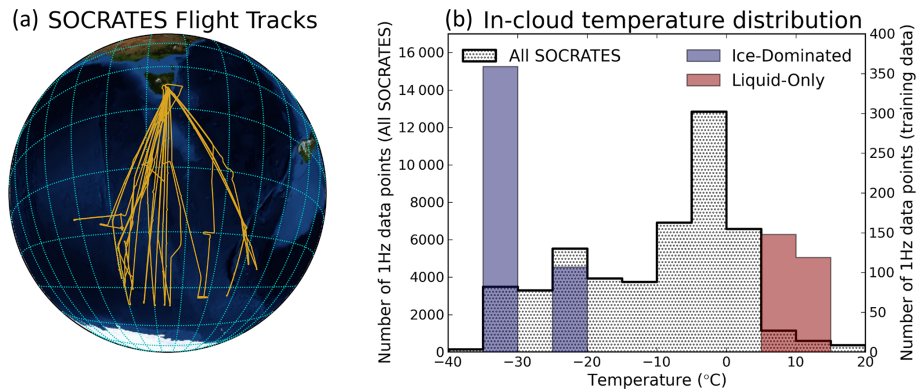 (a) SOCRATES Flight Tracks
(b) In-cloud temperature distribution
Number of 1Hz data points (All SOCRATES)
16 000
14 000
12 000
10 000
8000
6000
4000
2000
0
All SOCRATES
Ice-Dominated
Liquid-Only
400
350
300
250
200
150
100
50
0
Number of 1Hz data points (training data)
−40 −30 −20 −10 0 10 20
Temperature (°C)